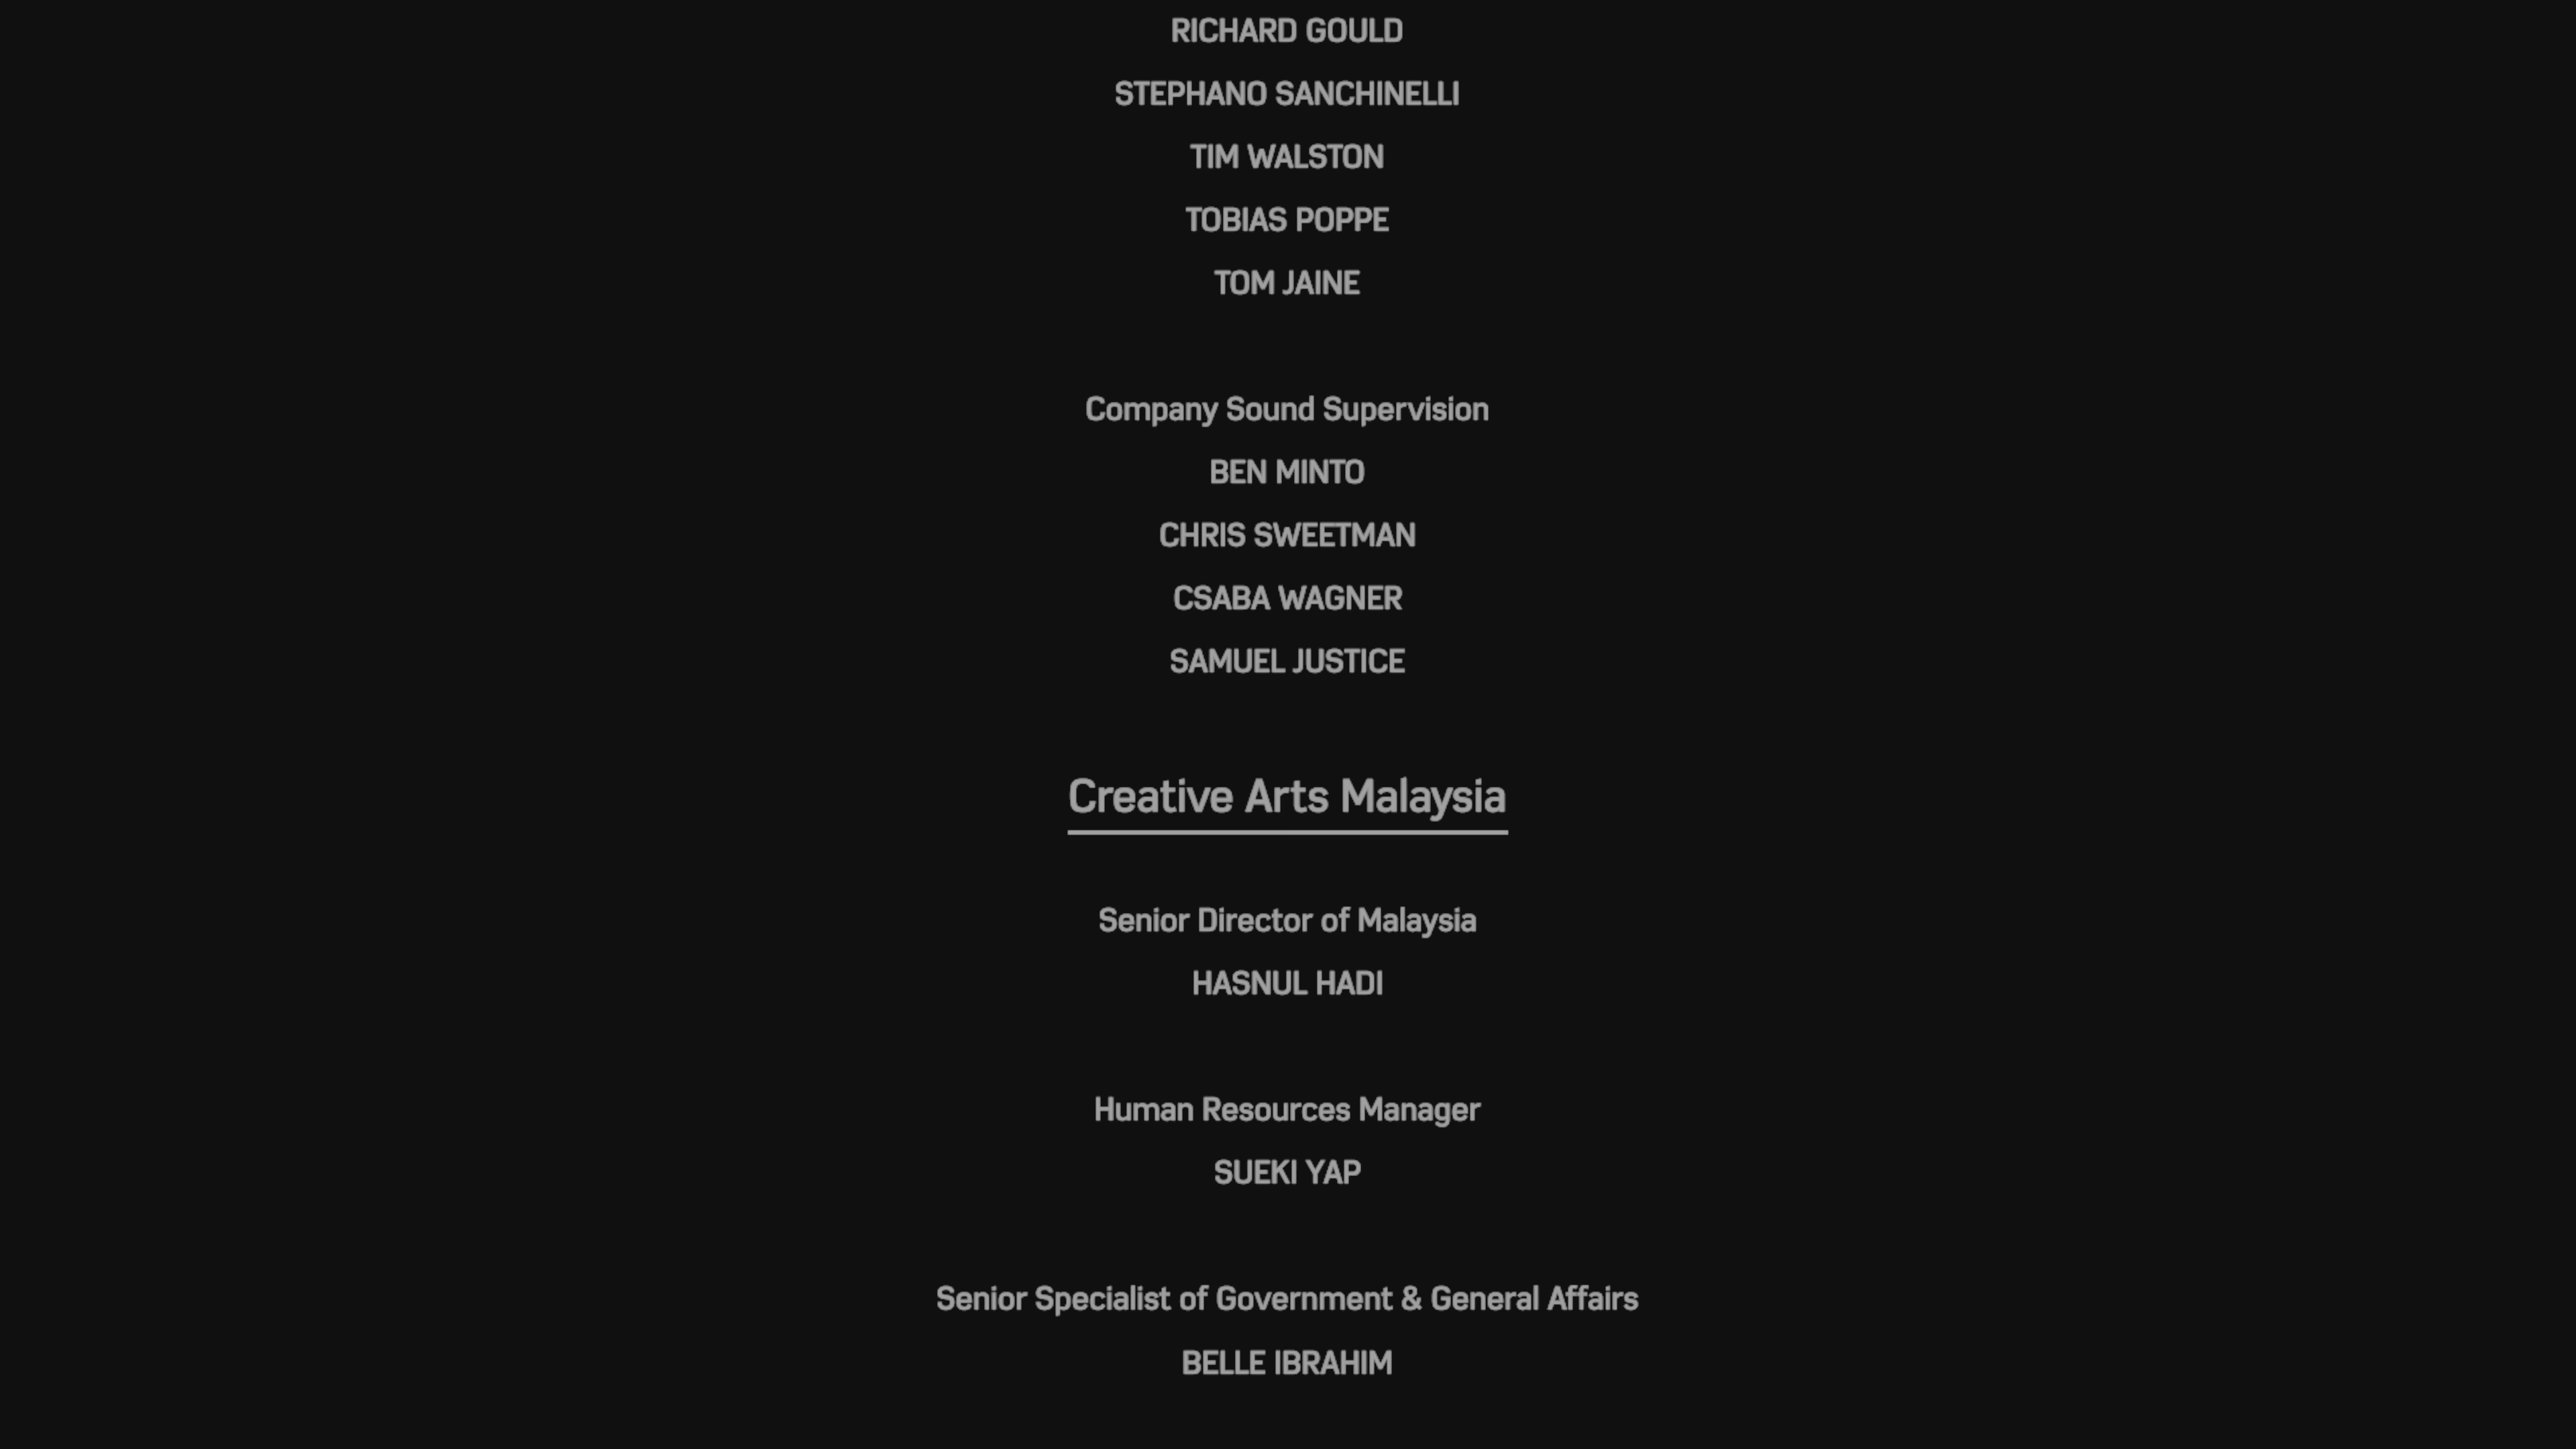 RICHARD GOULD
STEPHANO SANCHINELLI
TIM WALSTON
TOBIAS POPPE
TOM JAINE
Company Sound Supervision
BEN MINTO
CHRIS SWEETMAN
CSABA WAGNER
SAMUEL JUSTICE
Creative Arts Malaysia
Senior Director of Malaysia
HASNUL HADI
Human Resources Manager
SUEKI YAP
Senior Specialist of Government & General Affairs
BELLE IBRAHIM